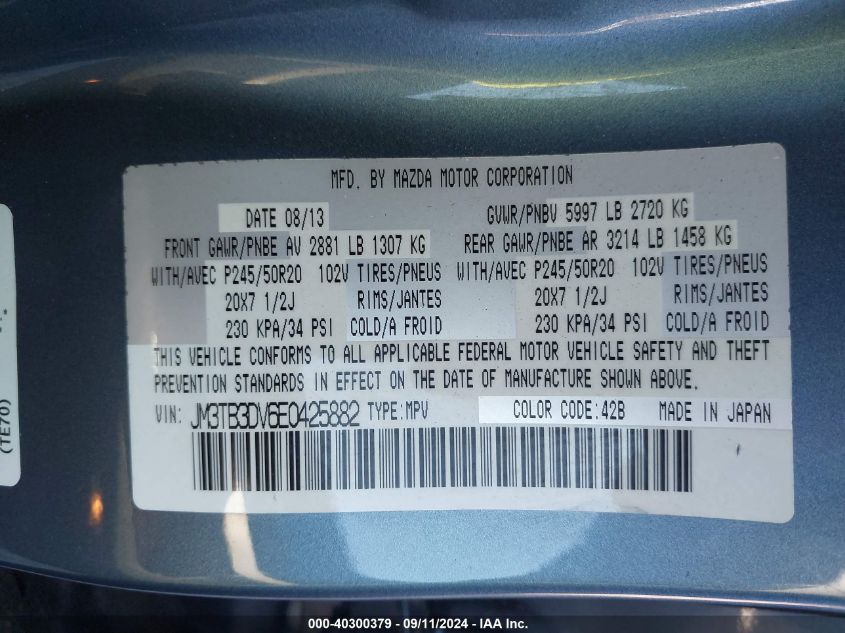 MFD. BY MAZDA MOTOR CORPORATION
DATE 08/13 GVWR/PNBV 5997 LB 2720 KG
FRONT GAWR/PNBE AV 2881 LB 1307 KG REAR GAWR/PNBE AR 3214 LB 1458 KG
WITH/AVEC P245/50R20 102V TIRES/PNEUS WITH/AVEC P245/50R20 102V TIRES/PNEUS
20X7 1/2J RIMS/JANTES 20X7 1/2J RIMS/JANTES
230 KPA/34 PSI COLD/A FROID 230 KPA/34 PSI COLD/A FROID
THIS VEHICLE CONFORMS TO ALL APPLICABLE FEDERAL MOTOR VEHICLE SAFETY AND THEFT
PREVENTION STANDARDS IN EFFECT ON THE DATE OF MANUFACTURE SHOWN ABOVE.
VIN: JM3TB3DV6E0425882 TYPE:MPV COLOR CODE:42B MADE IN JAPAN
(TE70)
000-40300379 - 09/11/2024 - IAA Inc.